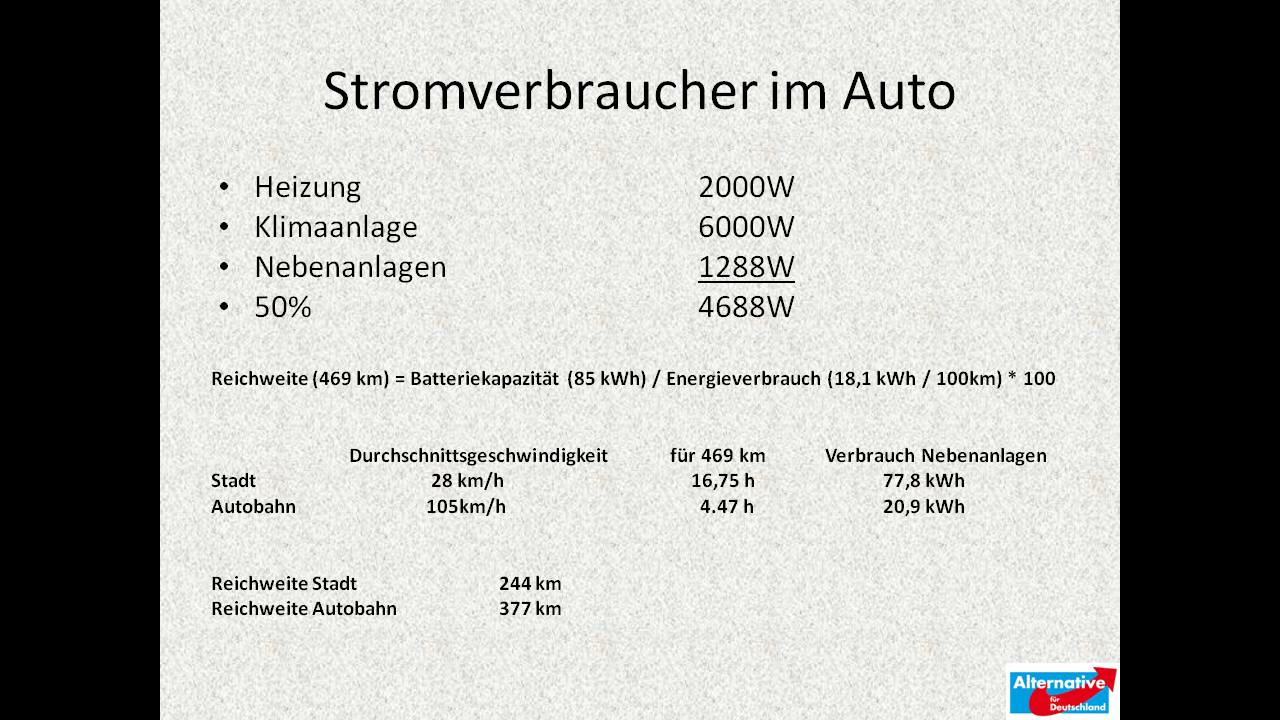 Stromverbraucher im Auto
• Heizung 2000W
• Klimaanlage 6000W
• Nebenanlagen 1288W
• 50% 4688W
Reichweite (469 km) = Batteriekapazität (85 kWh) / Energieverbrauch (18,1 kWh / 100km) * 100
Durchschnittsgeschwindigkeit für 469 km Verbrauch Nebenanlagen
Stadt 28 km/h 16,75 h 77,8 kWh
Autobahn 105km/h 4.47 h 20,9 kWh
Reichweite Stadt 244 km
Reichweite Autobahn 377 km
Alternative
für
Deutschland